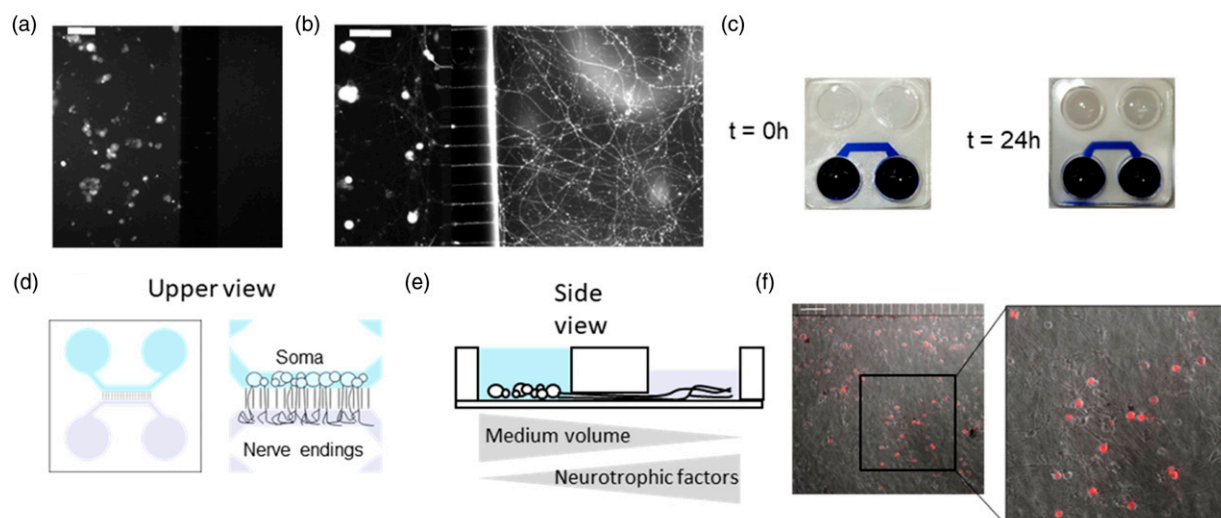 (a)
(b)
(c)
t = 0h
t = 24h
(d)
Upper view
Soma
Nerve endings
(e)
Side
view
Medium volume
Neurotrophic factors
(f)